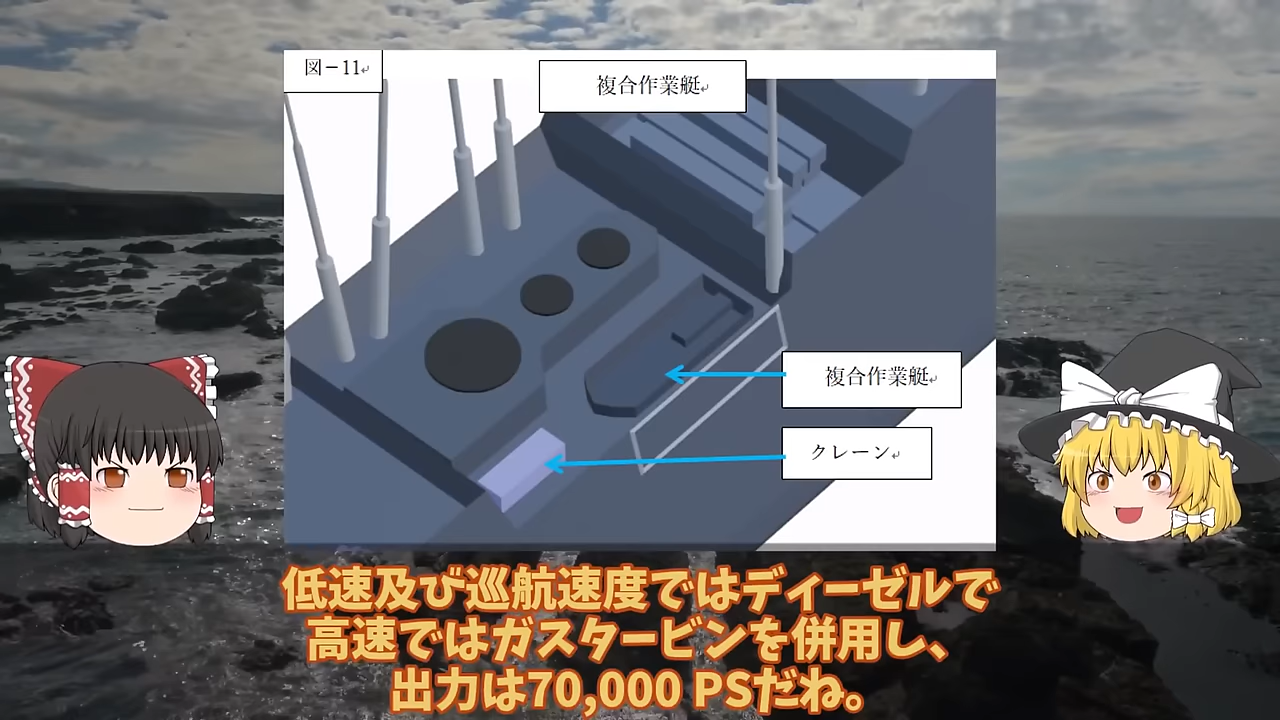 図－11↵
複合作業艇↵
複合作業艇↵
クレーン↵
低速及び巡航速度ではディーゼルで
高速ではガスタービンを併用し、
出力は70,000 PSだね。